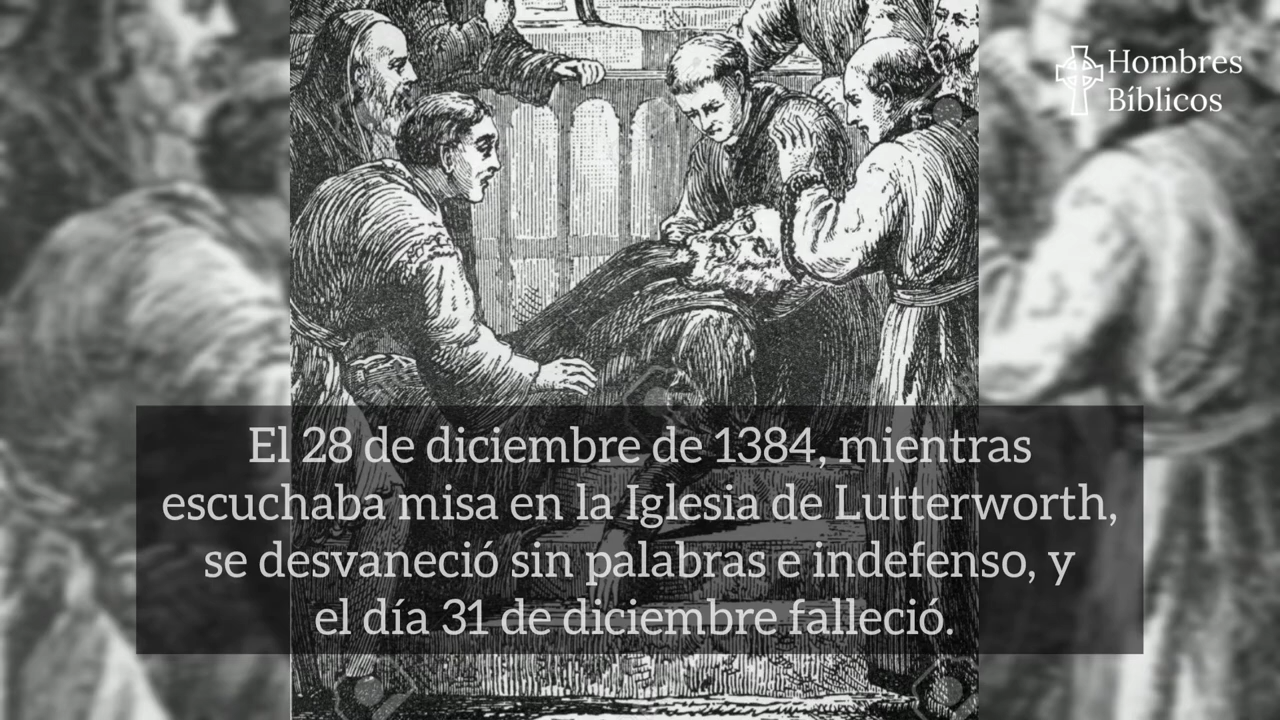 Hombres
Bíblicos
El 28 de diciembre de 1384, mientras
escuchaba misa en la Iglesia de Lutterworth,
se desvaneció sin palabras e indefenso, y
el día 31 de diciembre falleció.